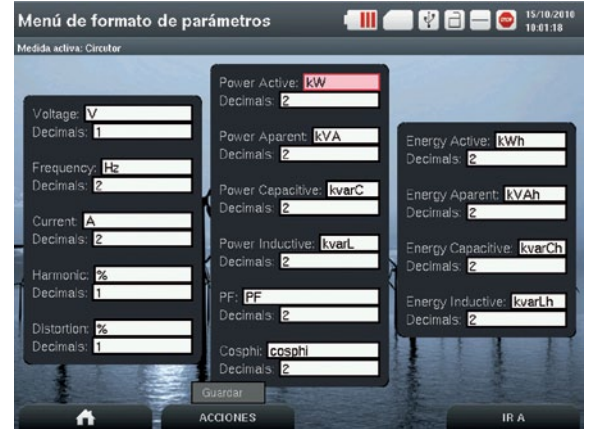 Menú de formato de parámetros
15/10/2010
10:01:18
Medida activa: Circutor
Voltage: V
Decimals: 1
Frequency: Hz
Decimals: 2
Current: A
Decimals: 2
Harmonic: %
Decimals: 1
Distortion: %
Decimals: 1
Power Active: kW
Decimals: 2
Power Aparent: kVA
Decimals: 2
Power Capacitive: kvarC
Decimals: 2
Power Inductive: kvarL
Decimals: 2
PF: PF
Decimals: 2
Cosphi: cosphi
Decimals: 2
Energy Active: kWh
Decimals: 2
Energy Aparent: kVAh
Decimals: 2
Energy Capacitive: kvarCh
Decimals: 2
Energy Inductive: kvarLh
Decimals: 2
Guardar
ACCIONES
IR A